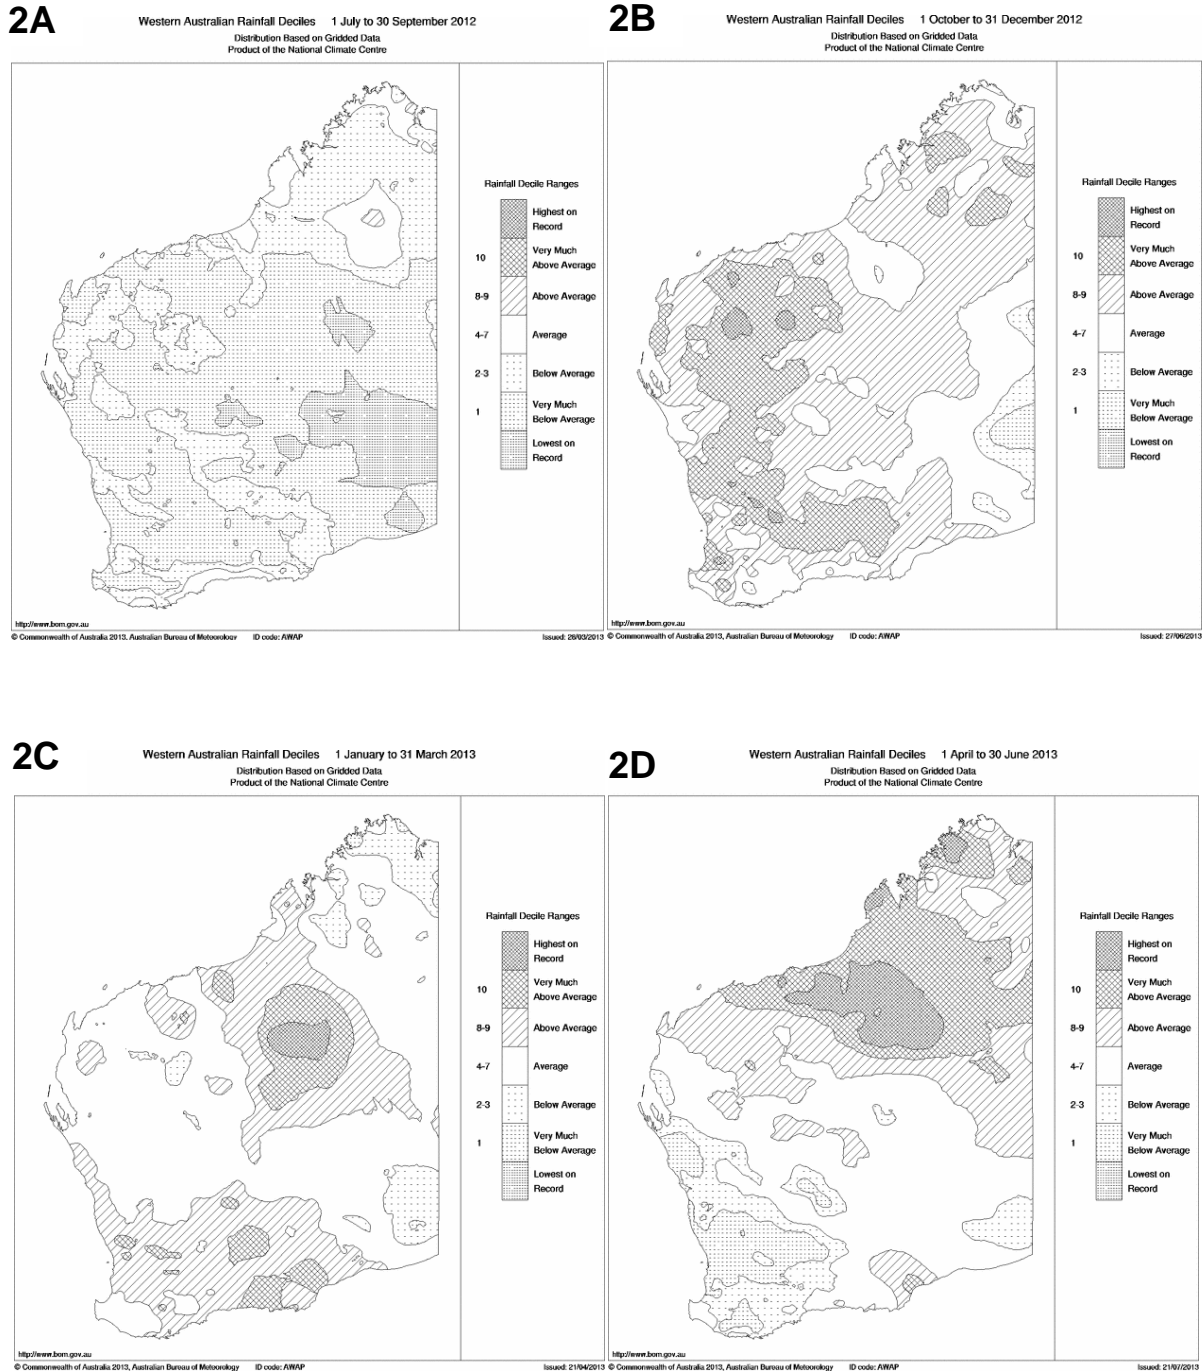 2A
Western Australian Rainfall Deciles 1 July to 30 September 2012
Distribution Based on Gridded Data
Product of the National Climate Centre
Rainfall Decile Ranges
Highest on
Record
10 Very Much
Above Average
8-9 Above Average
4-7 Average
2-3 Below Average
1 Very Much
Below Average
Lowest on
Record
http://www.bom.gov.au
© Commonwealth of Australia 2013, Australian Bureau of Meteorology ID code: AWAP Issued: 26/03/2013
2B
Western Australian Rainfall Deciles 1 October to 31 December 2012
Distribution Based on Gridded Data
Product of the National Climate Centre
Rainfall Decile Ranges
Highest on
Record
10 Very Much
Above Average
8-9 Above Average
4-7 Average
2-3 Below Average
1 Very Much
Below Average
Lowest on
Record
http://www.bom.gov.au
© Commonwealth of Australia 2013, Australian Bureau of Meteorology ID code: AWAP Issued: 27/06/2013
2C
Western Australian Rainfall Deciles 1 January to 31 March 2013
Distribution Based on Gridded Data
Product of the National Climate Centre
Rainfall Decile Ranges
Highest on
Record
10 Very Much
Above Average
8-9 Above Average
4-7 Average
2-3 Below Average
1 Very Much
Below Average
Lowest on
Record
http://www.bom.gov.au
© Commonwealth of Australia 2013, Australian Bureau of Meteorology ID code: AWAP Issued: 21/04/2013
2D
Western Australian Rainfall Deciles 1 April to 30 June 2013
Distribution Based on Gridded Data
Product of the National Climate Centre
Rainfall Decile Ranges
Highest on
Record
10 Very Much
Above Average
8-9 Above Average
4-7 Average
2-3 Below Average
1 Very Much
Below Average
Lowest on
Record
http://www.bom.gov.au
© Commonwealth of Australia 2013, Australian Bureau of Meteorology ID code: AWAP Issued: 21/07/2013